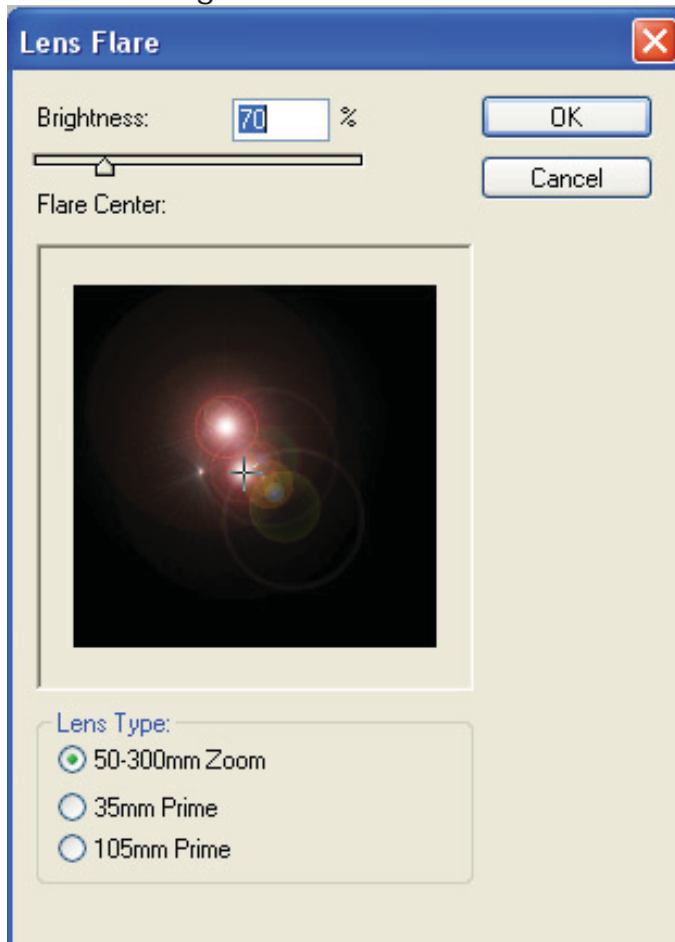 Lens Flare
Brightness: 70 %
OK
Cancel
Flare Center:
Lens Type:
50-300mm Zoom
35mm Prime
105mm Prime